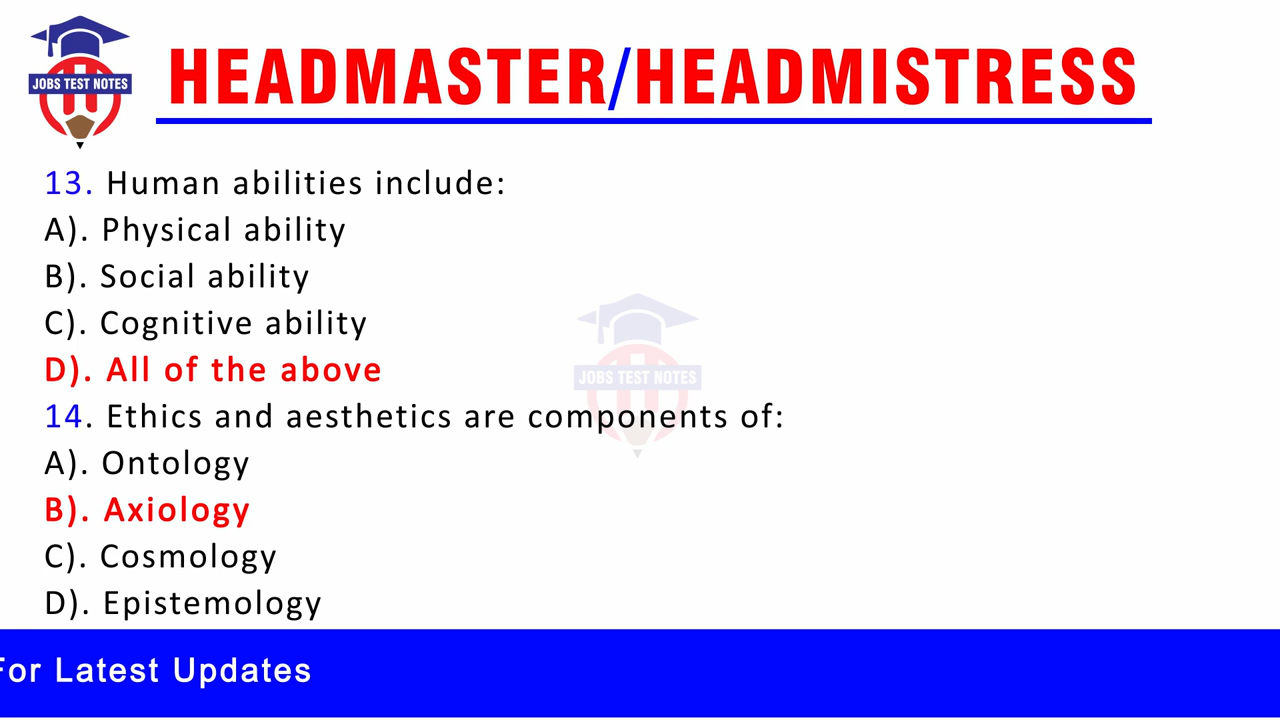 JOBS TEST NOTES
HEADMASTER/HEADMISTRESS
13. Human abilities include:
A). Physical ability
B). Social ability
C). Cognitive ability
D). All of the above
14. Ethics and aesthetics are components of:
A). Ontology
B). Axiology
C). Cosmology
D). Epistemology
JOBS TEST NOTES
For Latest Updates